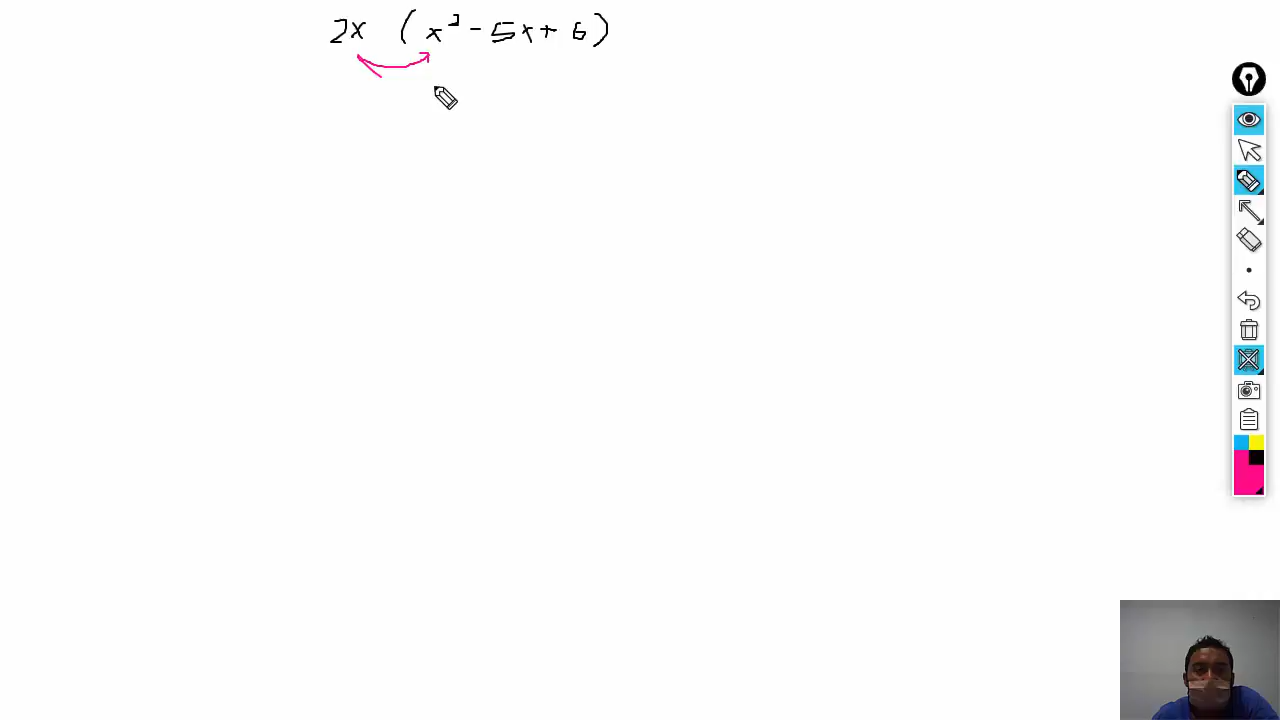 2x (x² - 5x + 6)